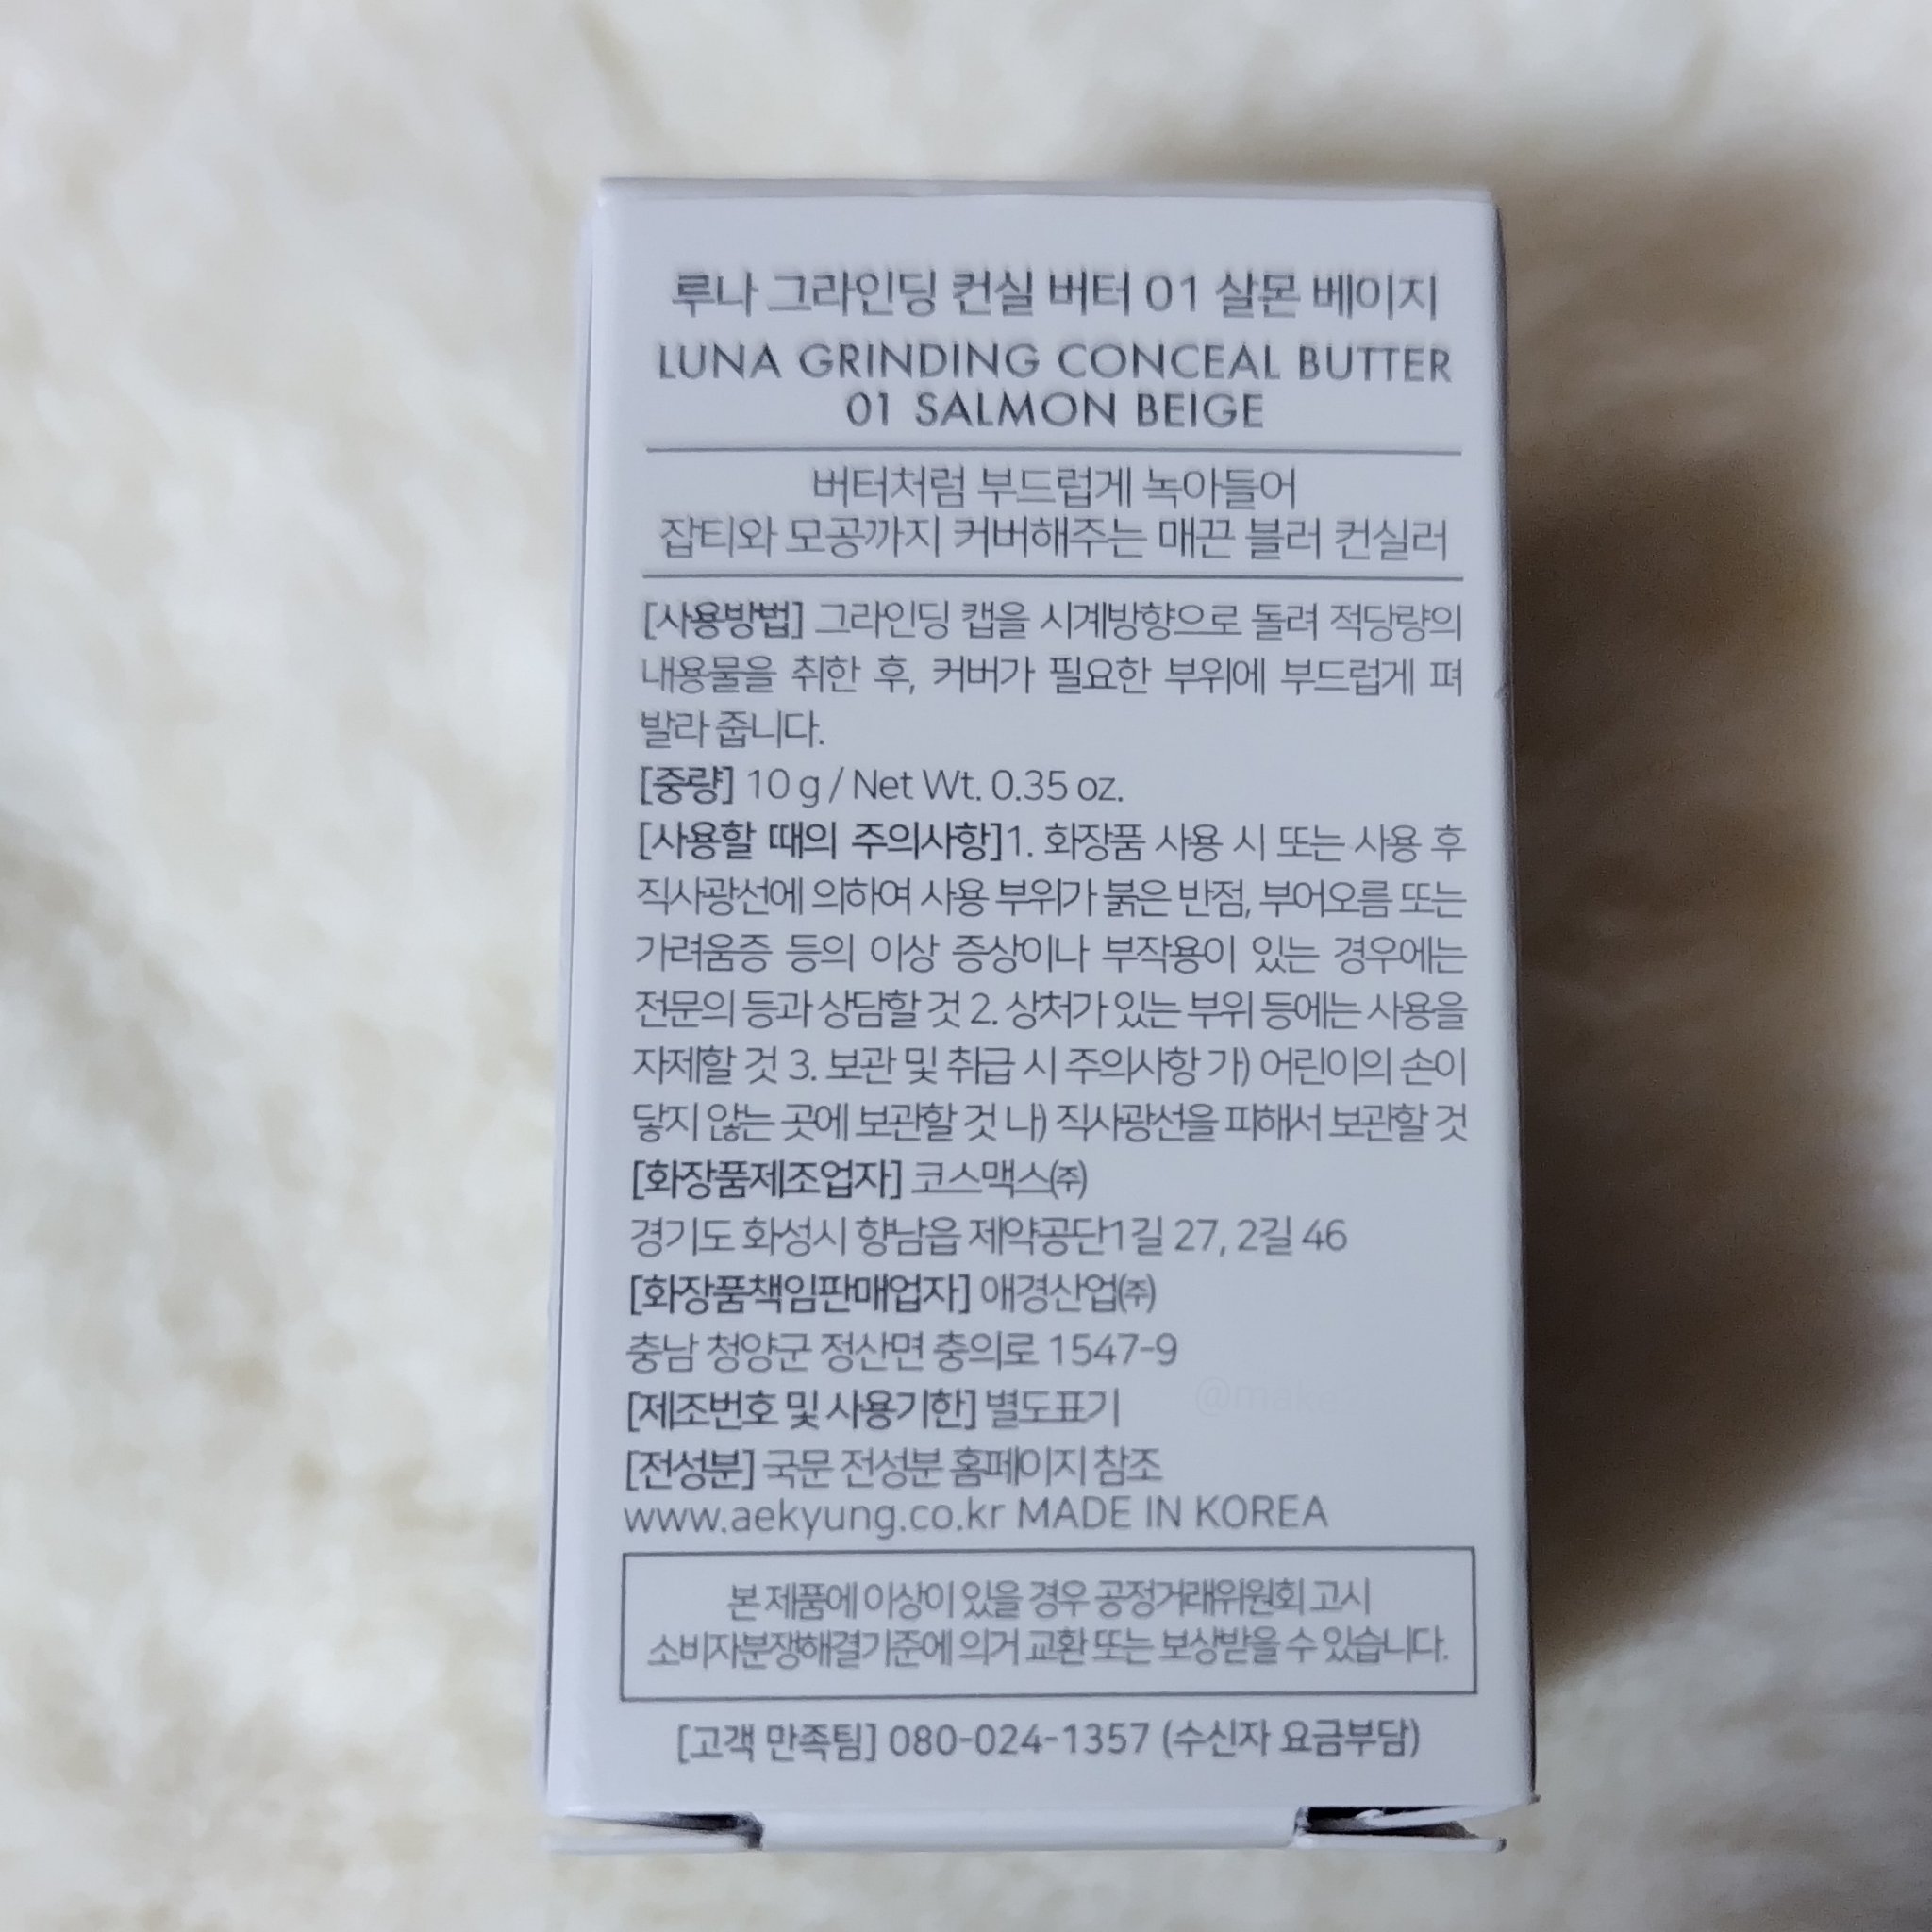 루나 그라인딩 컨실 버터 01 살몬 베이지
LUNA GRINDING CONCEAL BUTTER
01 SALMON BEIGE
버터처럼 부드럽게 녹아들어
잡티와 모공까지 커버해주는 매끈 블러 컨실러
[사용방법] 그라인딩 캡을 시계방향으로 돌려 적당량의
내용물을 취한 후, 커버가 필요한 부위에 부드럽게 펴
발라 줍니다.
[중량] 10 g / Net Wt. 0.35 oz.
[사용할 때의 주의사항]1. 화장품 사용 시 또는 사용 후
직사광선에 의하여 사용 부위가 붉은 반점, 부어오름 또는
가려움증 등의 이상 증상이나 부작용이 있는 경우에는
전문의 등과 상담할 것 2. 상처가 있는 부위 등에는 사용을
자제할 것 3. 보관 및 취급 시 주의사항 가) 어린이의 손이
닿지 않는 곳에 보관할 것 나) 직사광선을 피해서 보관할 것
[화장품제조업자] 코스맥스㈜
경기도 화성시 향남읍 제약공단1길 27, 2길 46
[화장품책임판매업자] 애경산업㈜
충남 청양군 정산면 충의로 1547-9
[제조번호 및 사용기한] 별도표기
[전성분] 국문 전성분 홈페이지 참조
www.aekyung.co.kr MADE IN KOREA
본 제품에 이상이 있을 경우 공정거래위원회 고시
소비자분쟁해결기준에 의거 교환 또는 보상받을 수 있습니다.
[고객 만족팀] 080-024-1357 (수신자 요금부담)